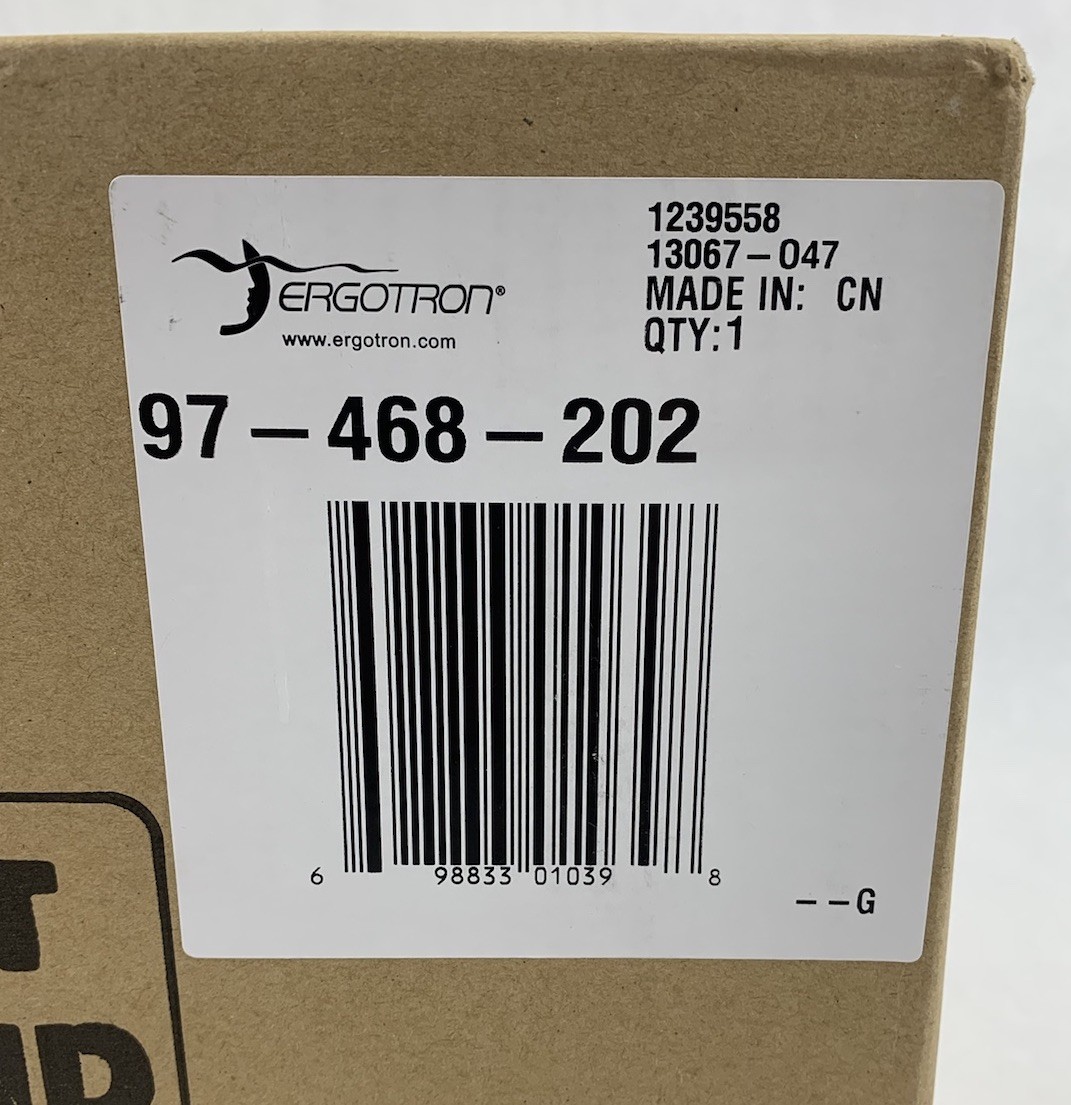 1239558
13067-047
MADE IN: CN
QTY:1
ERGOTRON®
www.ergotron.com
97-468-202
6 98833 01039 8
--G